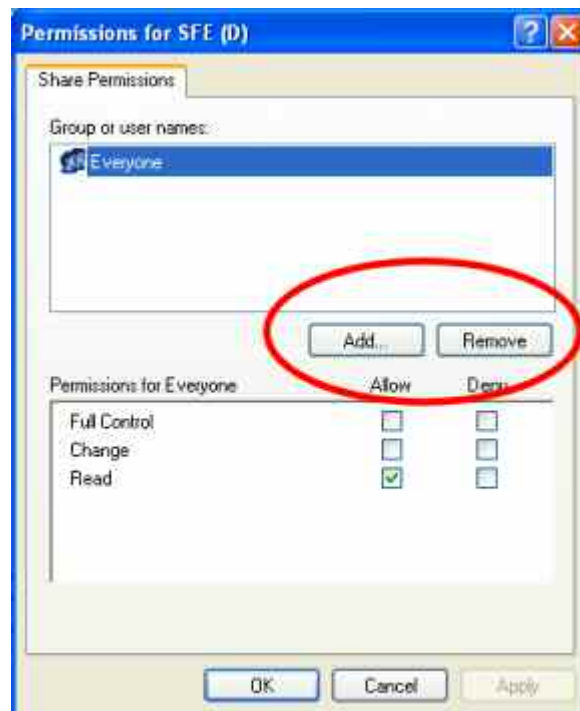 Permissions for SFE (D)
Share Permissions
Group or user names:
Everyone
Add... Remove
Permissions for Everyone Allow Deny
Full Control
Change
Read
OK Cancel Apply